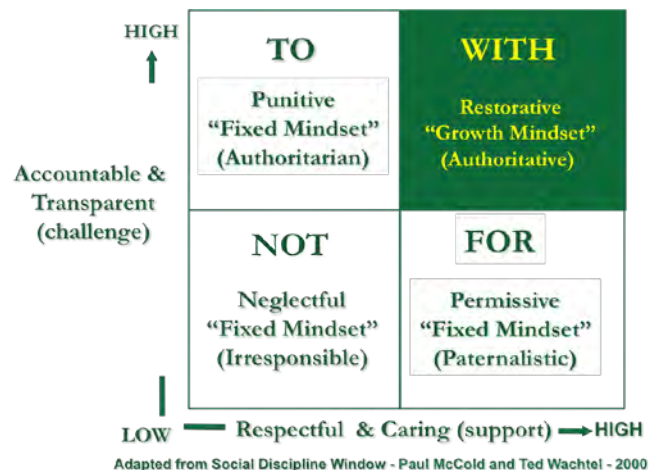 HIGH
TO
Punitive
“Fixed Mindset”
(Authoritarian)
WITH
Restorative
“Growth Mindset”
(Authoritative)
Accountable &
Transparent
(challenge)
NOT
Neglectful
“Fixed Mindset”
(Irresponsible)
FOR
Permissive
“Fixed Mindset”
(Paternalistic)
LOW
Respectful & Caring (support)
HIGH
Adapted from Social Discipline Window - Paul McCold and Ted Wachtel - 2000